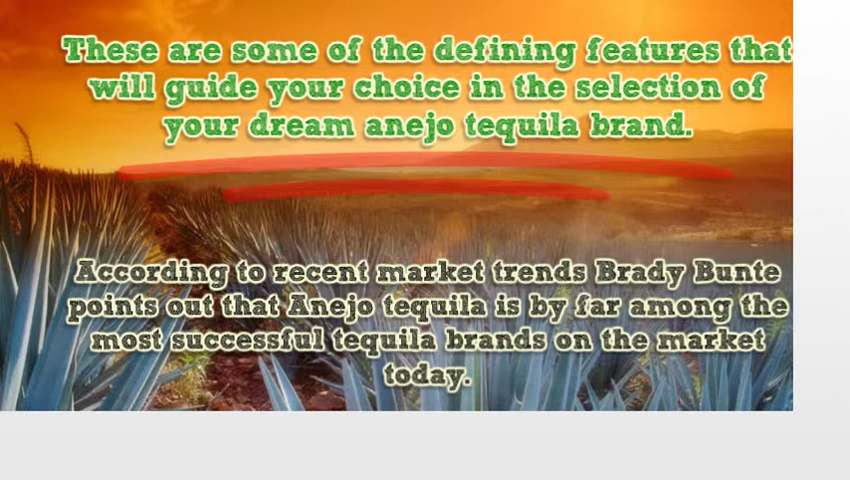 These are some of the defining features that
will guide your choice in the selection of
your dream anejo tequila brand.
According to recent market trends Brady Bunte
points out that Anejo tequila is by far among the
most successful tequila brands on the market
today.